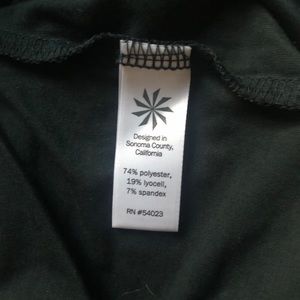 Designed in
Sonoma County,
California
74% polyester,
19% lyocell,
7% spandex
RN #54023